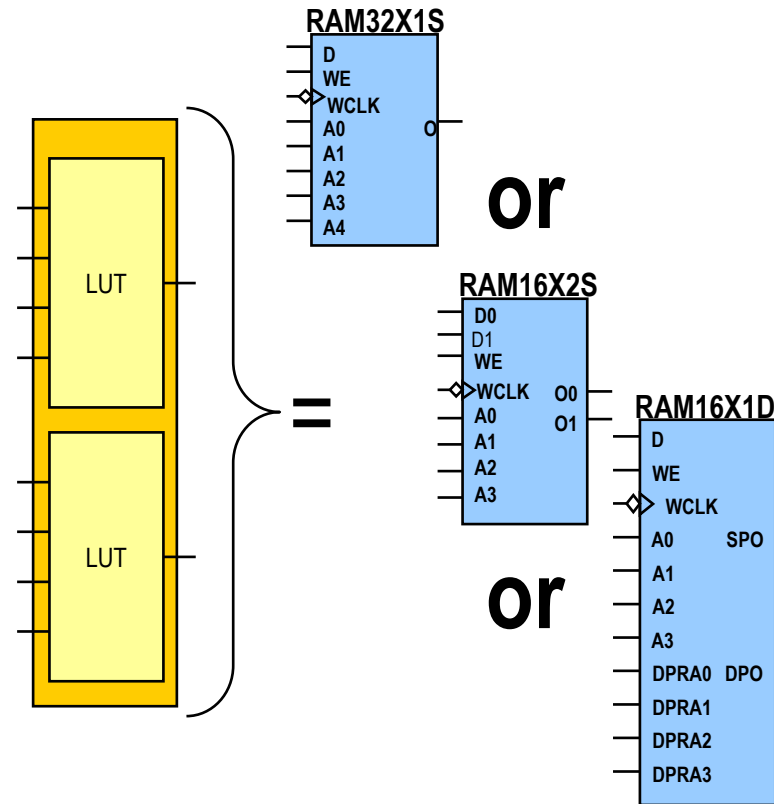 RAM32X1S
D
WE
WCLK
A0 O
A1
A2
A3
A4
or
LUT
LUT
=
RAM16X2S
D0
D1
WE
WCLK O0
A0 O1
A1
A2
A3
or
RAM16X1D
D
WE
WCLK
A0 SPO
A1
A2
A3
DPRA0 DPO
DPRA1
DPRA2
DPRA3